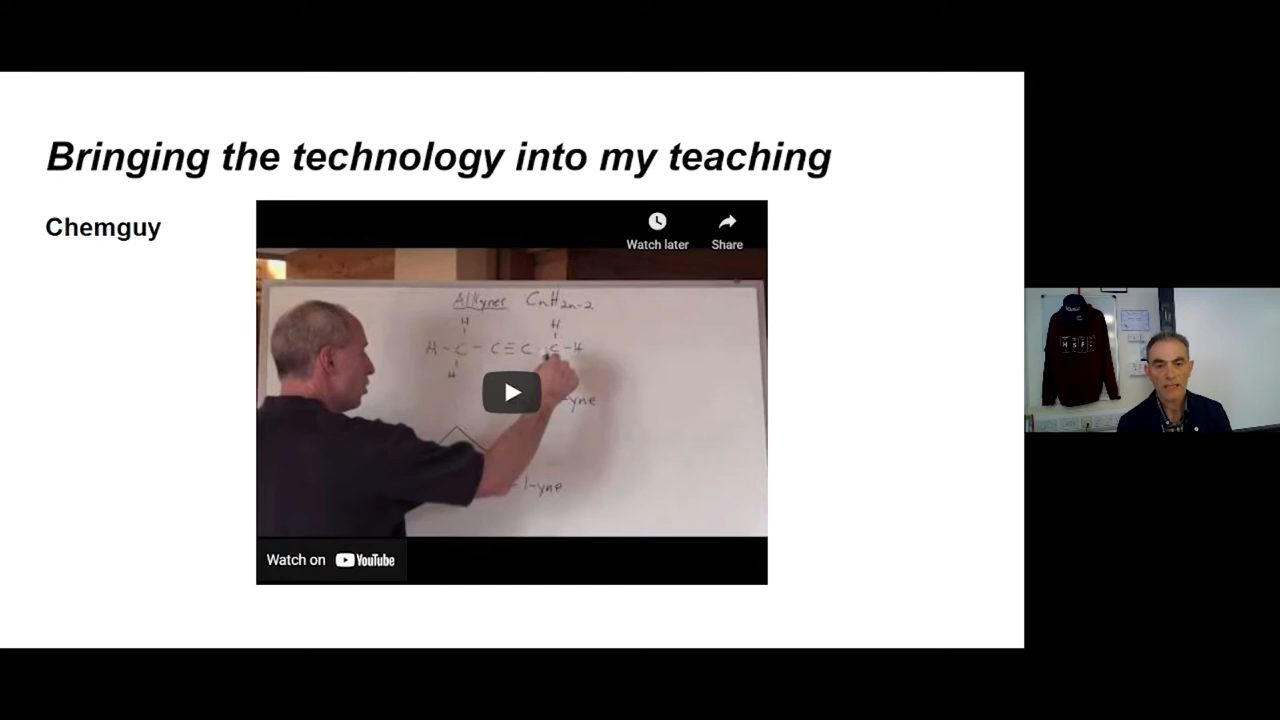 Bringing the technology into my teaching
Chemguy
Watch later
Share
Alkynes CnH2n-2
H
H
H - C - C ≡ C - C - H
H
-yne
-1-yne
Watch on YouTube
H S F